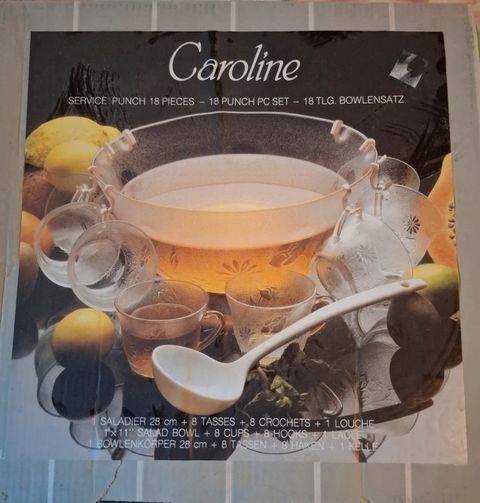 Caroline
SERVICE PUNCH 18 PIECES – 18 PUNCH PC SET – 18 TLG. BOWLENSATZ
1 SALADIER 28 cm + 8 TASSES + 8 CROCHETS + 1 LOUCHE
1×11" SALAD BOWL + 8 CUPS + 8 HOOKS + 1 LADLE
1 BOWLENKÖRPER 28 cm + 8 TASSEN + 8 HAKEN + 1 KELLE